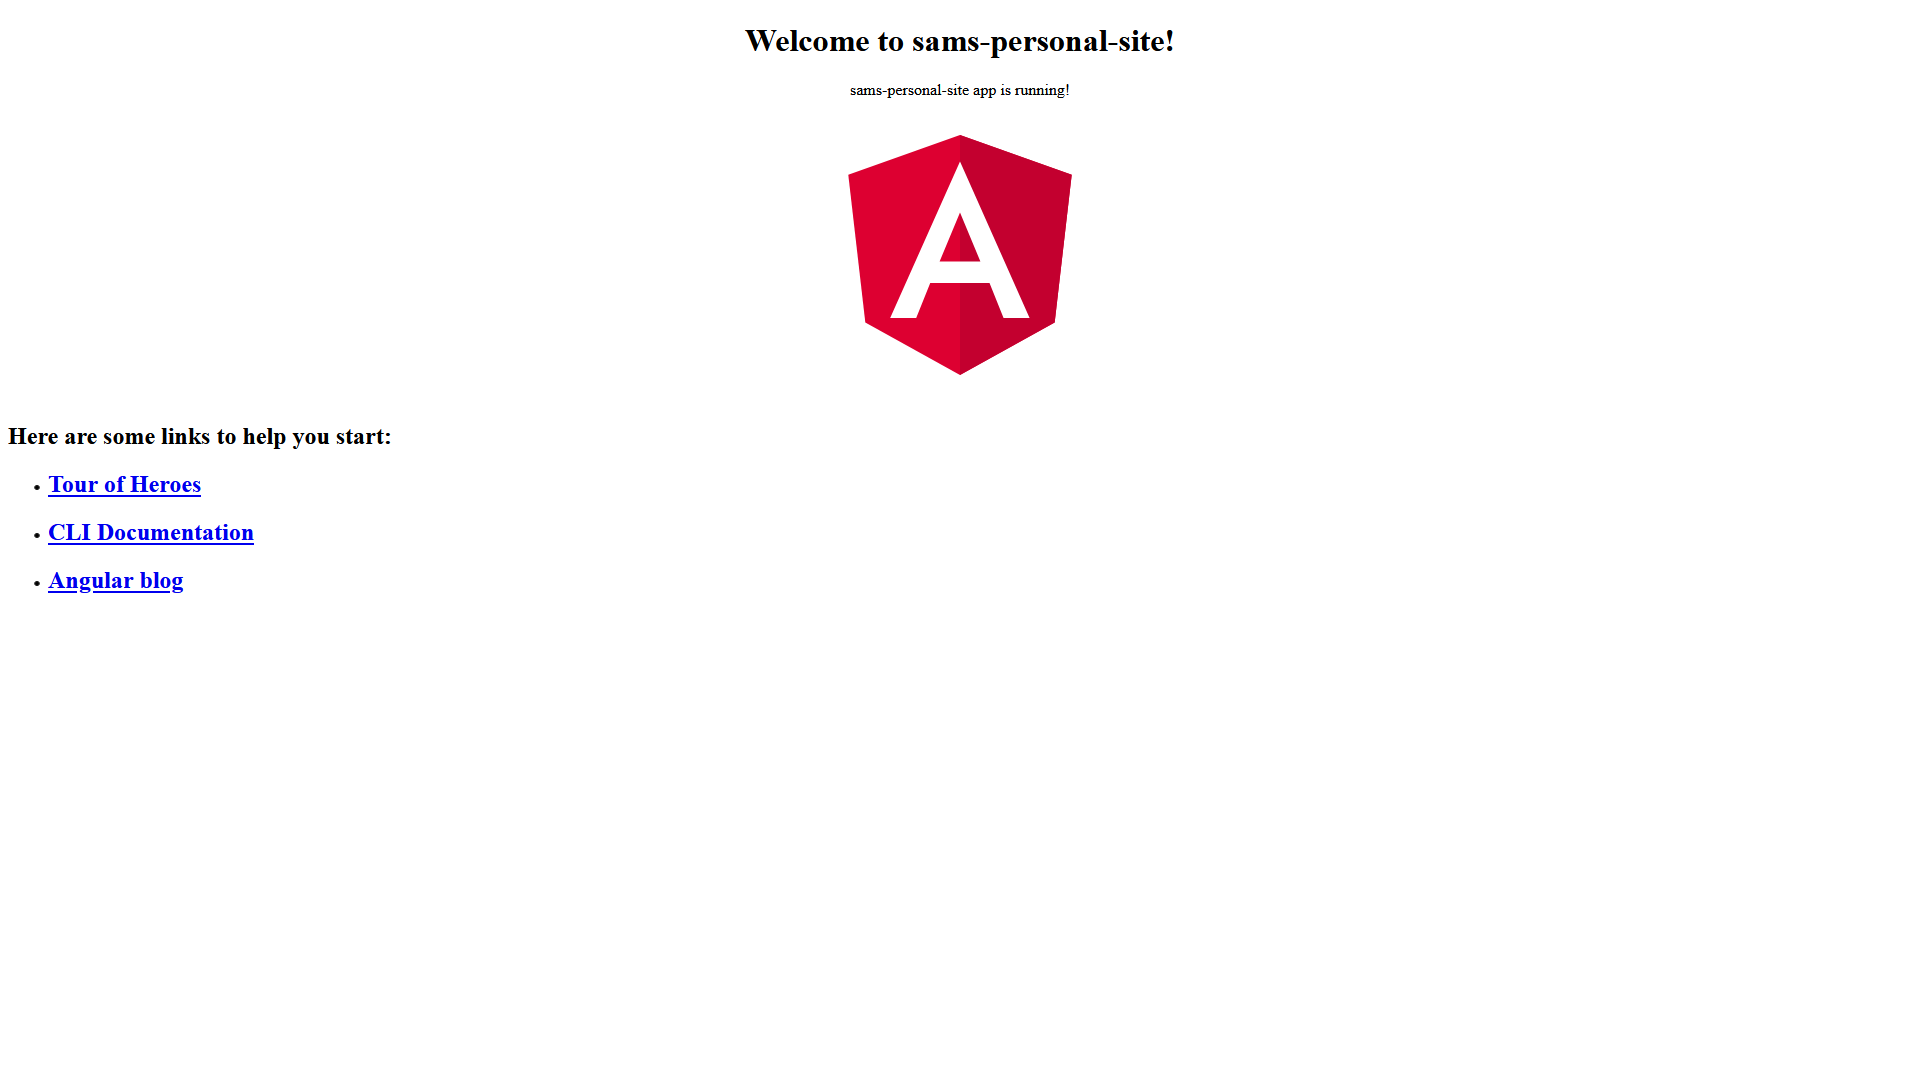 Welcome to sams-personal-site!
sams-personal-site app is running!
A
Here are some links to help you start:
Tour of Heroes
CLI Documentation
Angular blog